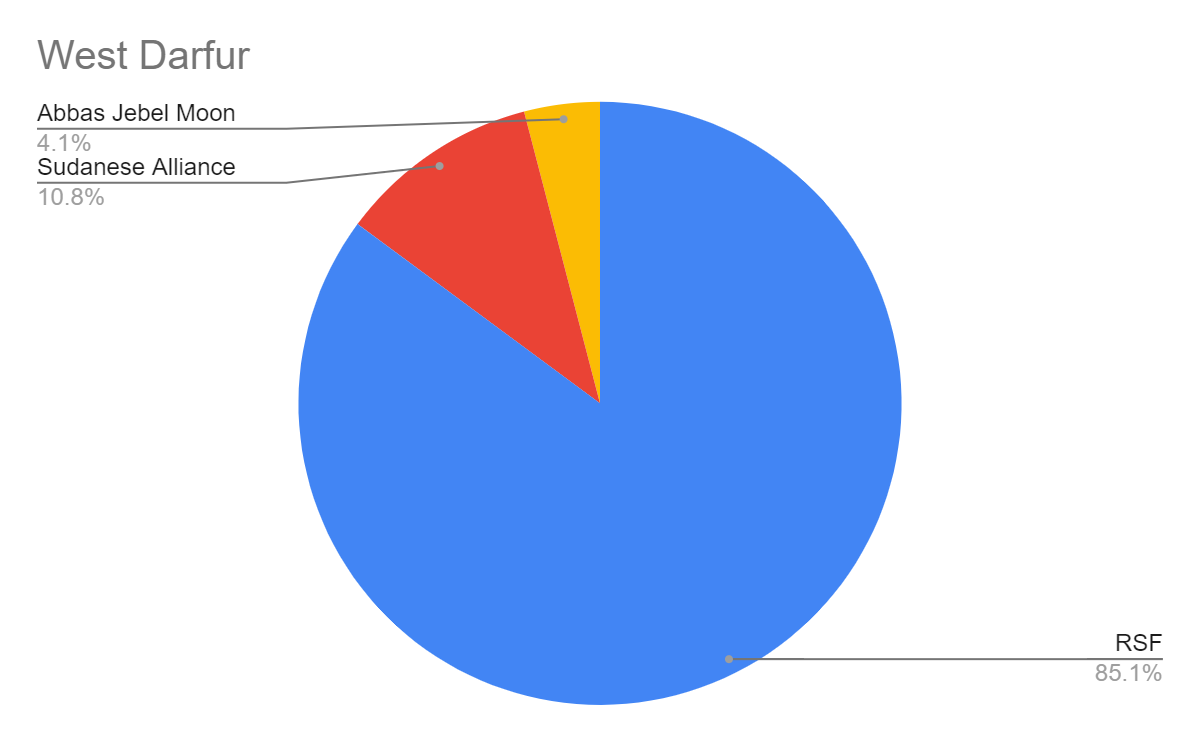 West Darfur
Abbas Jebel Moon
4.1%
Sudanese Alliance
10.8%
RSF
85.1%